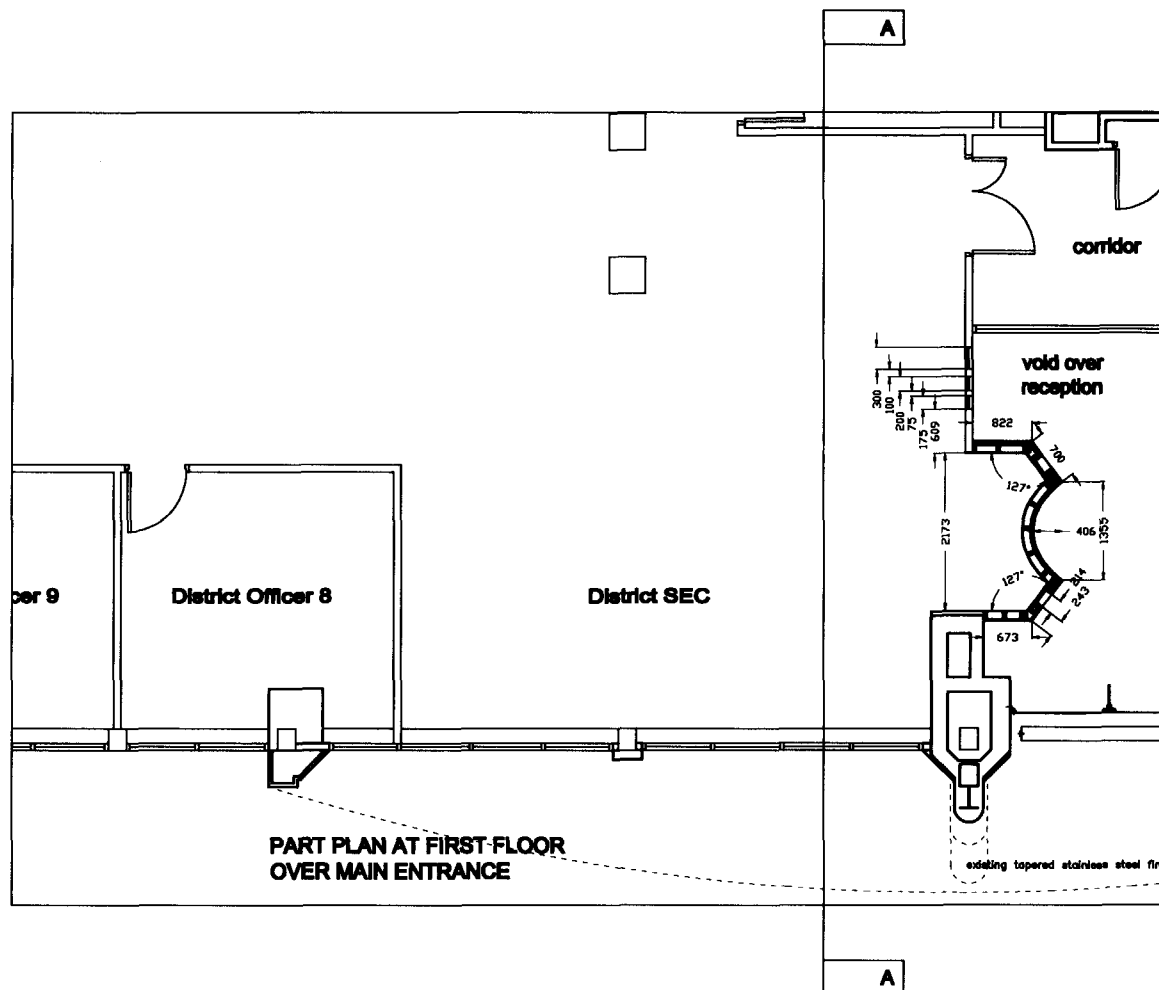 A
corridor
void over
reception
300
100
200
75
175
609
822
700
127°
2173
406
1355
127°
214
243
673
cer 9
District Officer 8
District SEC
PART PLAN AT FIRST FLOOR
OVER MAIN ENTRANCE
existing tapered stainless steel fin
A